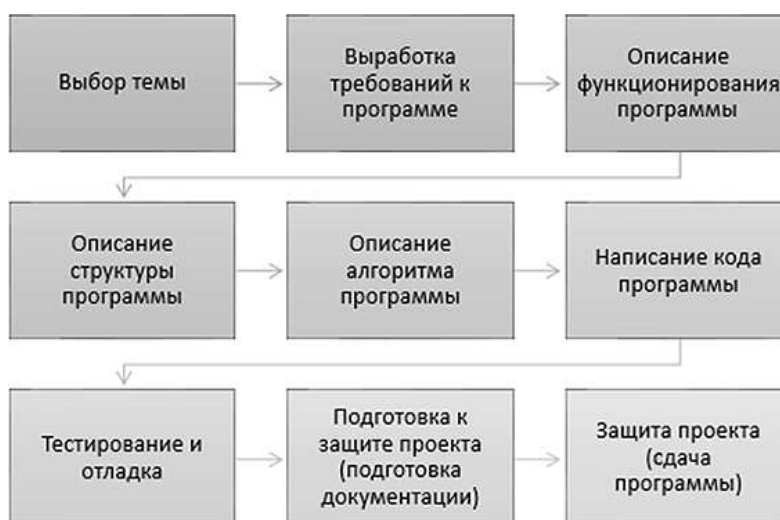 Выбор темы
Выработка
требований к
программе
Описание
функционирования
программы
Описание
структуры
программы
Описание
алгоритма
программы
Написание кода
программы
Тестирование и
отладка
Подготовка к
защите проекта
(подготовка
документации)
Защита проекта
(сдача
программы)